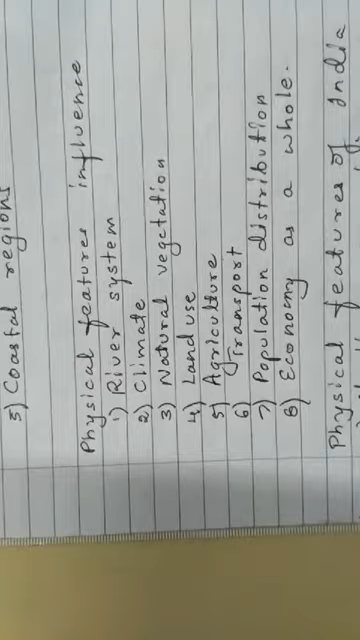 5) Coastal regions
Physical features influence
1) River system
2) Climate
3) Natural vegetation
4) Land use
5) Agriculture
6) Transport
7) Population distribution
8) Economy as a whole.
Physical features of India